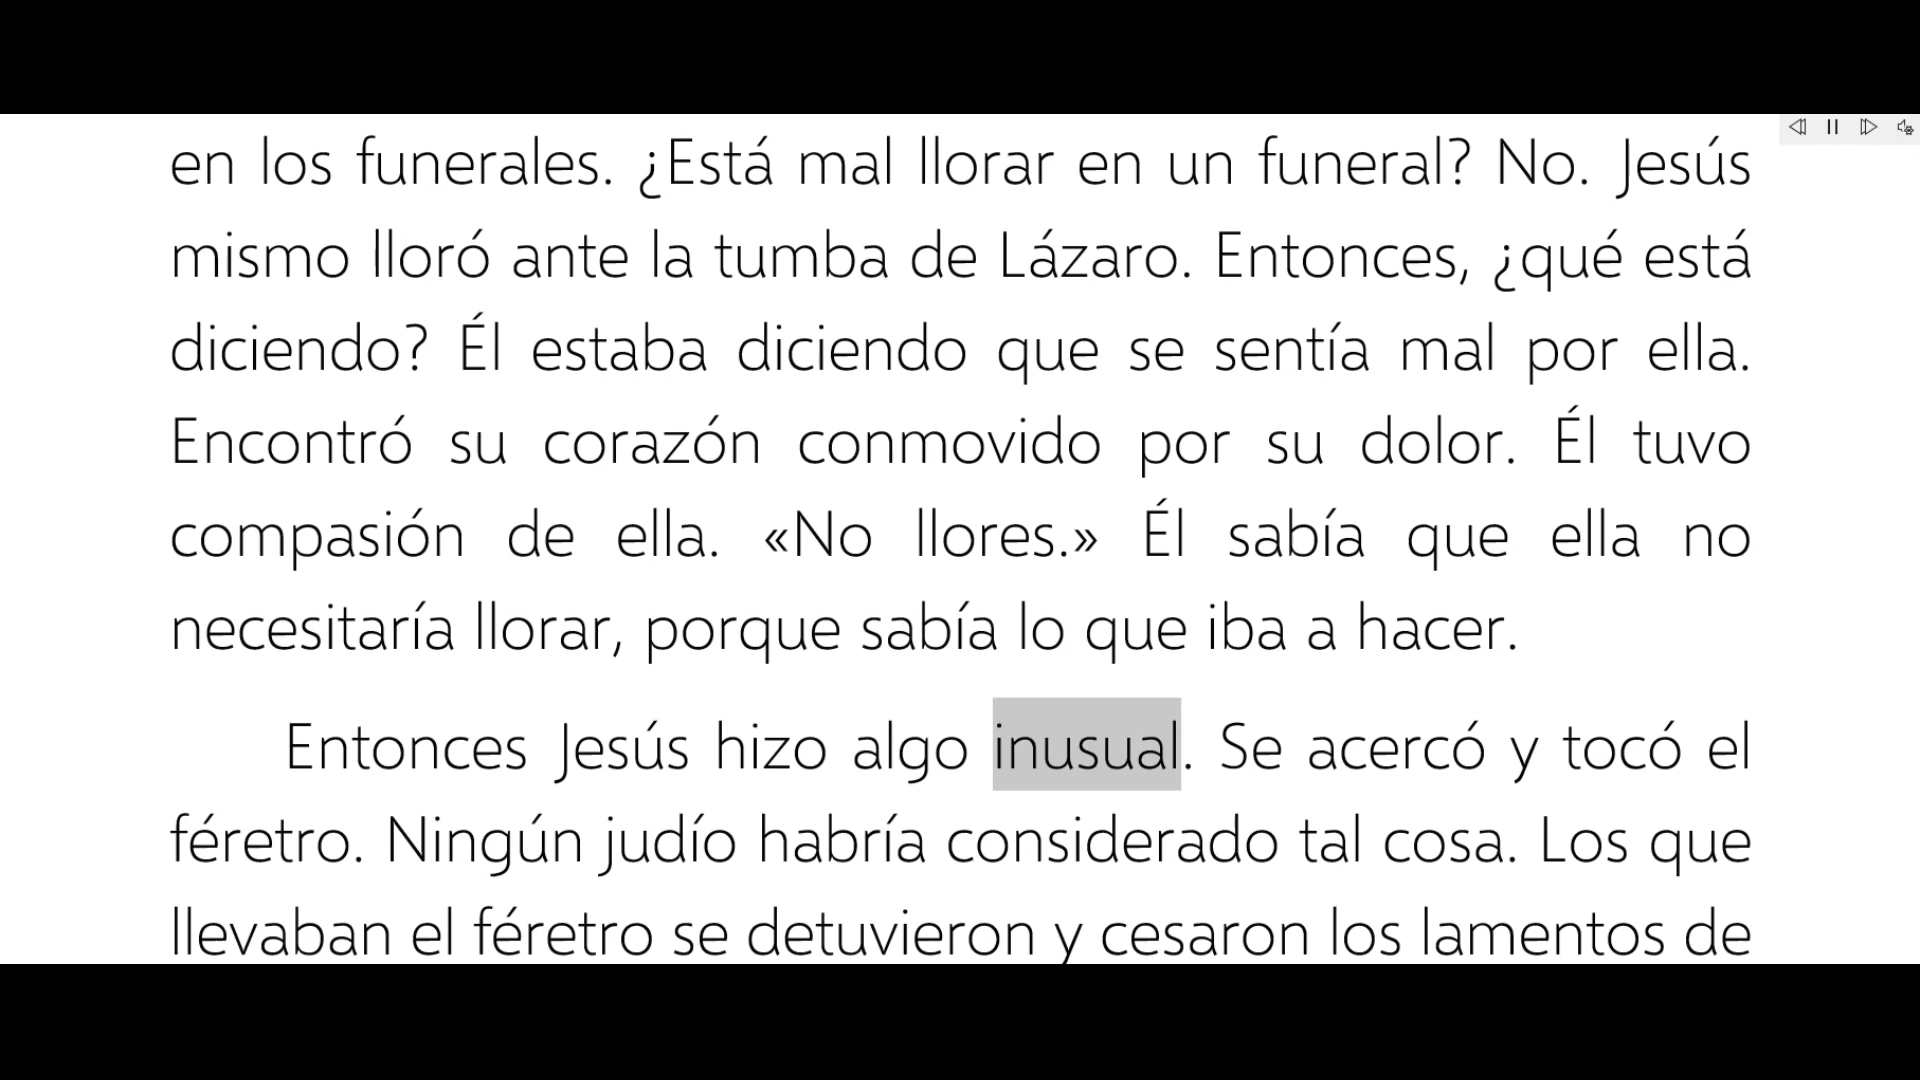 en los funerales. ¿Está mal llorar en un funeral? No. Jesús
mismo lloró ante la tumba de Lázaro. Entonces, ¿qué está
diciendo? Él estaba diciendo que se sentía mal por ella.
Encontró su corazón conmovido por su dolor. Él tuvo
compasión de ella. «No llores.» Él sabía que ella no
necesitaría llorar, porque sabía lo que iba a hacer.
Entonces Jesús hizo algo inusual. Se acercó y tocó el
féretro. Ningún judío habría considerado tal cosa. Los que
llevaban el féretro se detuvieron y cesaron los lamentos de